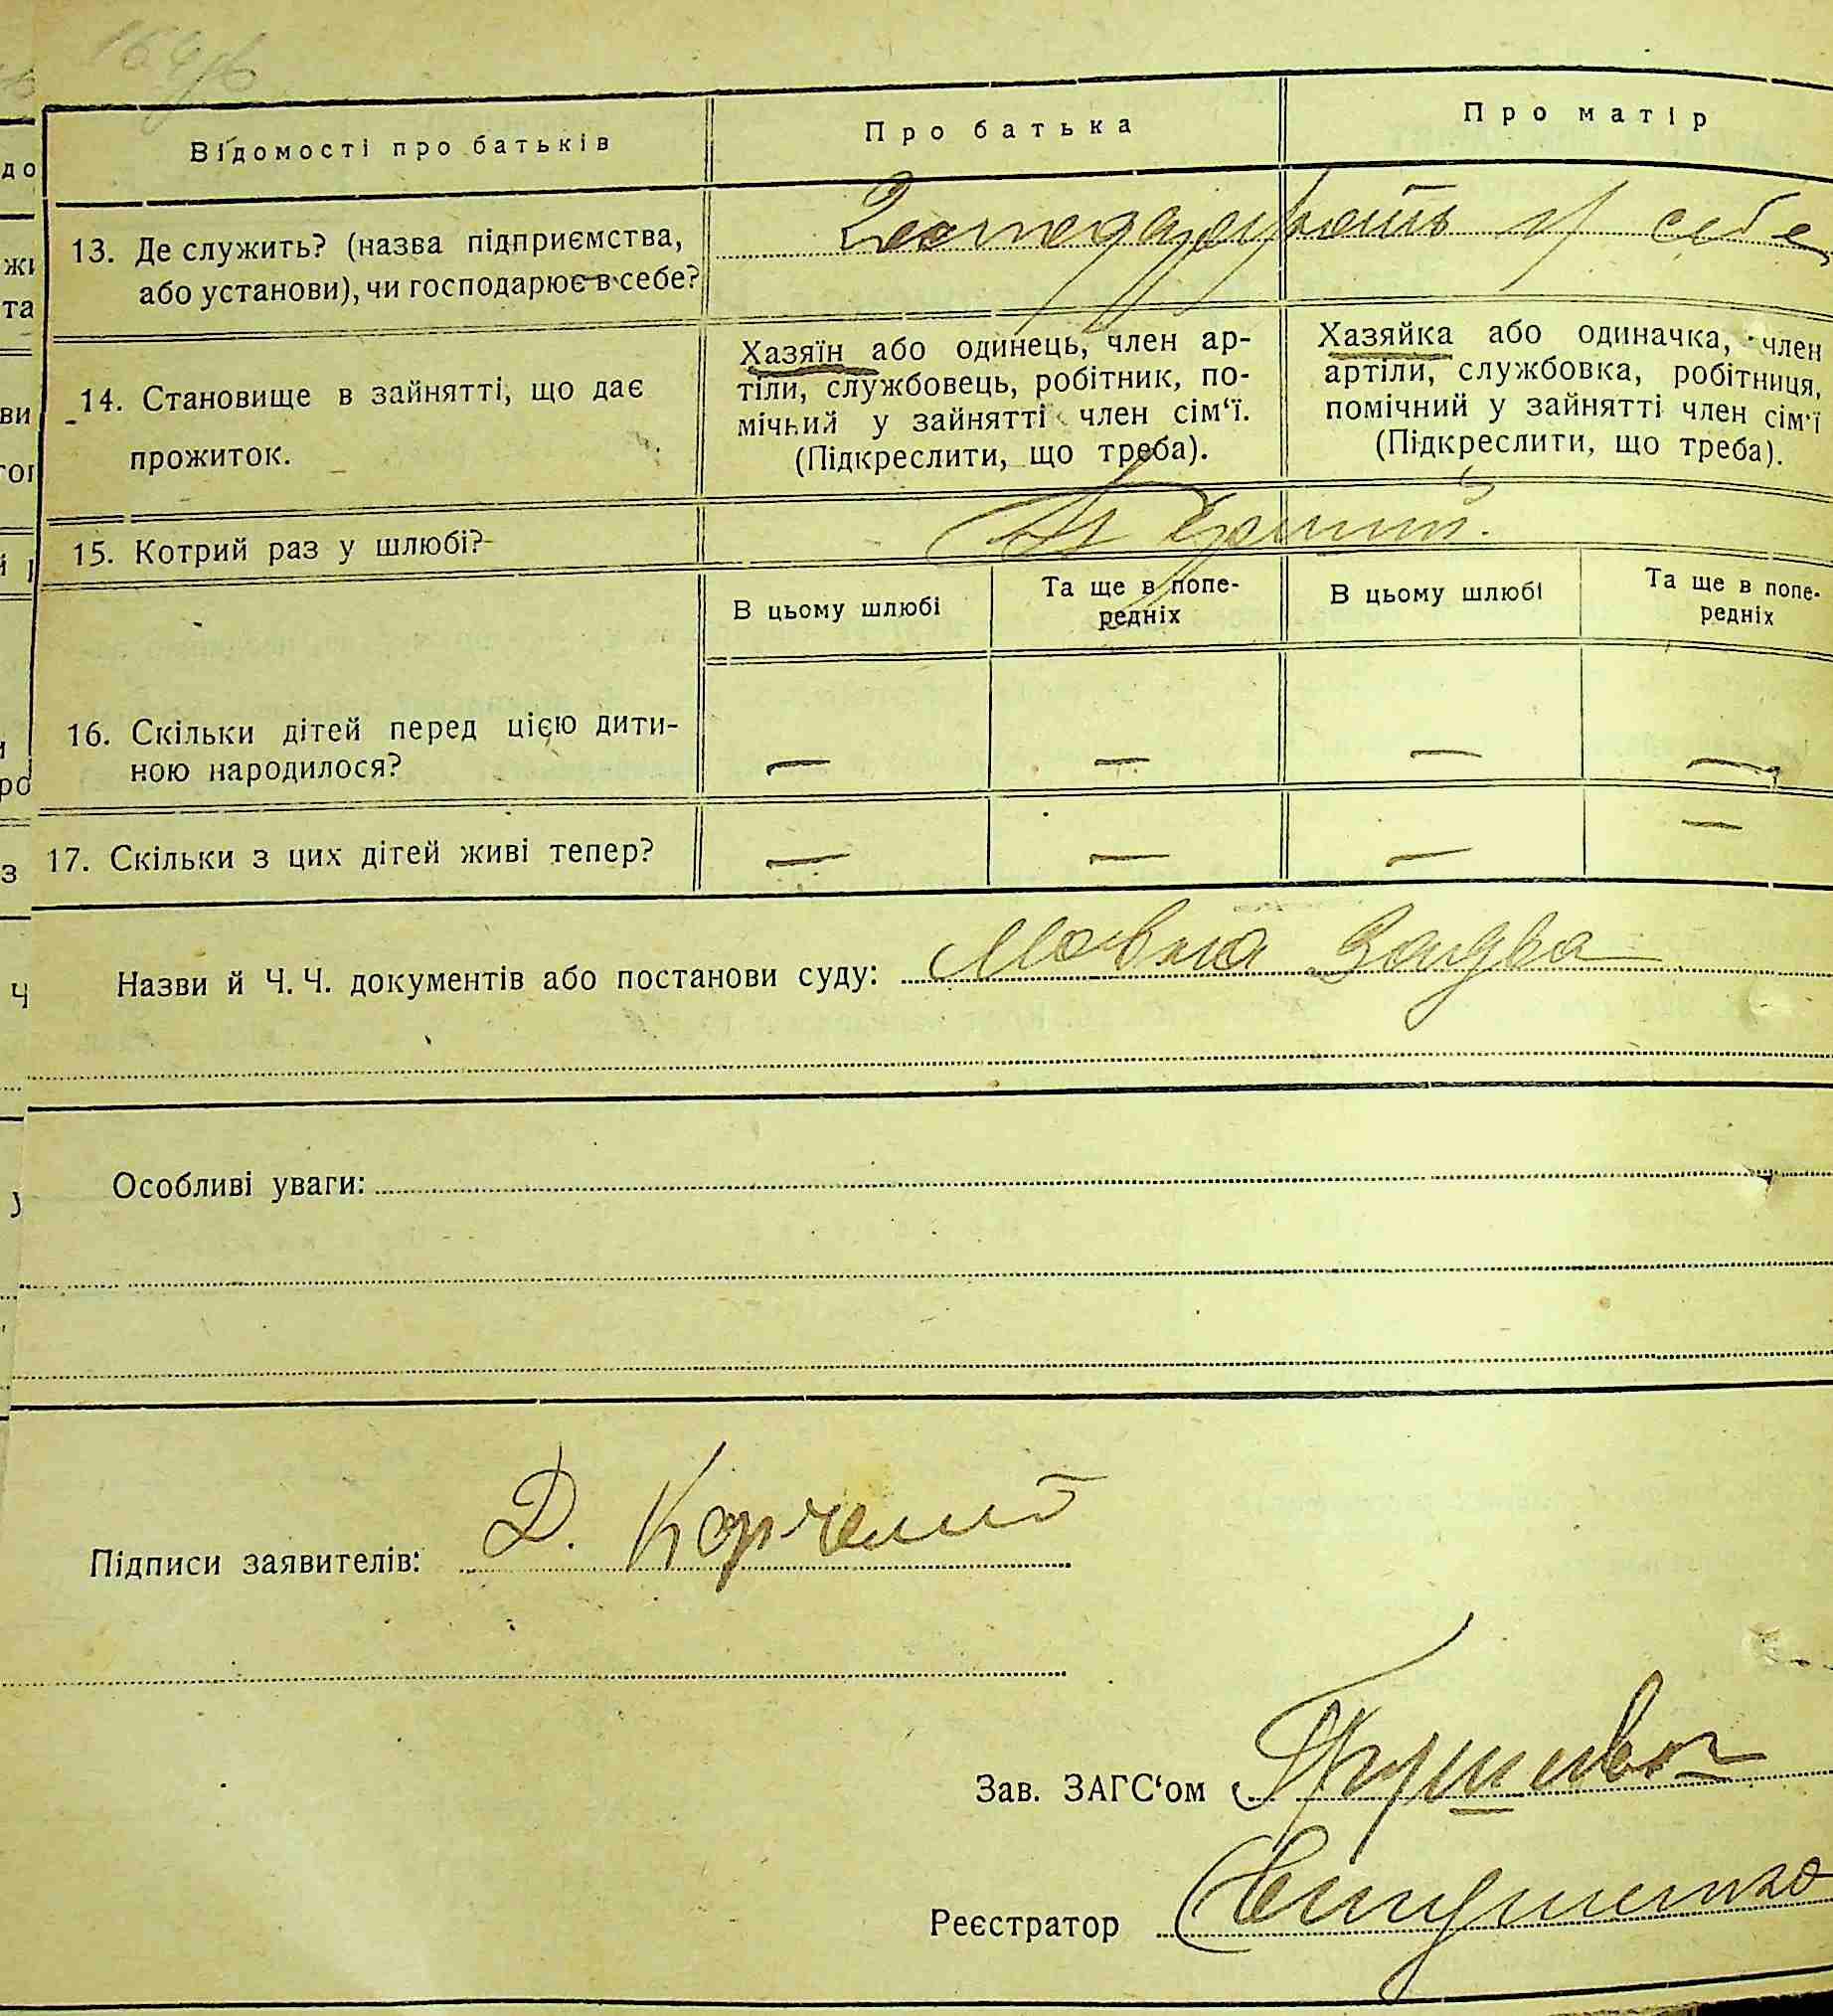 164/6
Відомості про батьків
Про батька
Про матір
13. Де служить? (назва підприємства,
або установи), чи господарює в себе?
Господарюють у себе
14. Становище в зайнятті, що дає
прожиток.
Хазяїн або одинець, член ар-
тіли, службовець, робітник, по-
мічний у зайнятті член сім‘ї.
(Підкреслити, що треба).
Хазяйка або одиначка, член
артіли, службовка, робітниця,
помічний у зайнятті член сім‘ї
(Підкреслити, що треба).
15. Котрий раз у шлюбі?
В цьому шлюбі
Та ще в попе-
редніх
В цьому шлюбі
Та ще в попе-
редніх
16. Скільки дітей перед цією дити-
ною народилося?
— — — —
17. Скільки з цих дітей живі тепер?
— — — —
Назви й Ч. Ч. документів або постанови суду: Мовна Заява
Особливі уваги:
Підписи заявителів: Д.
Зав. ЗАГС‘ом
Реєстратор